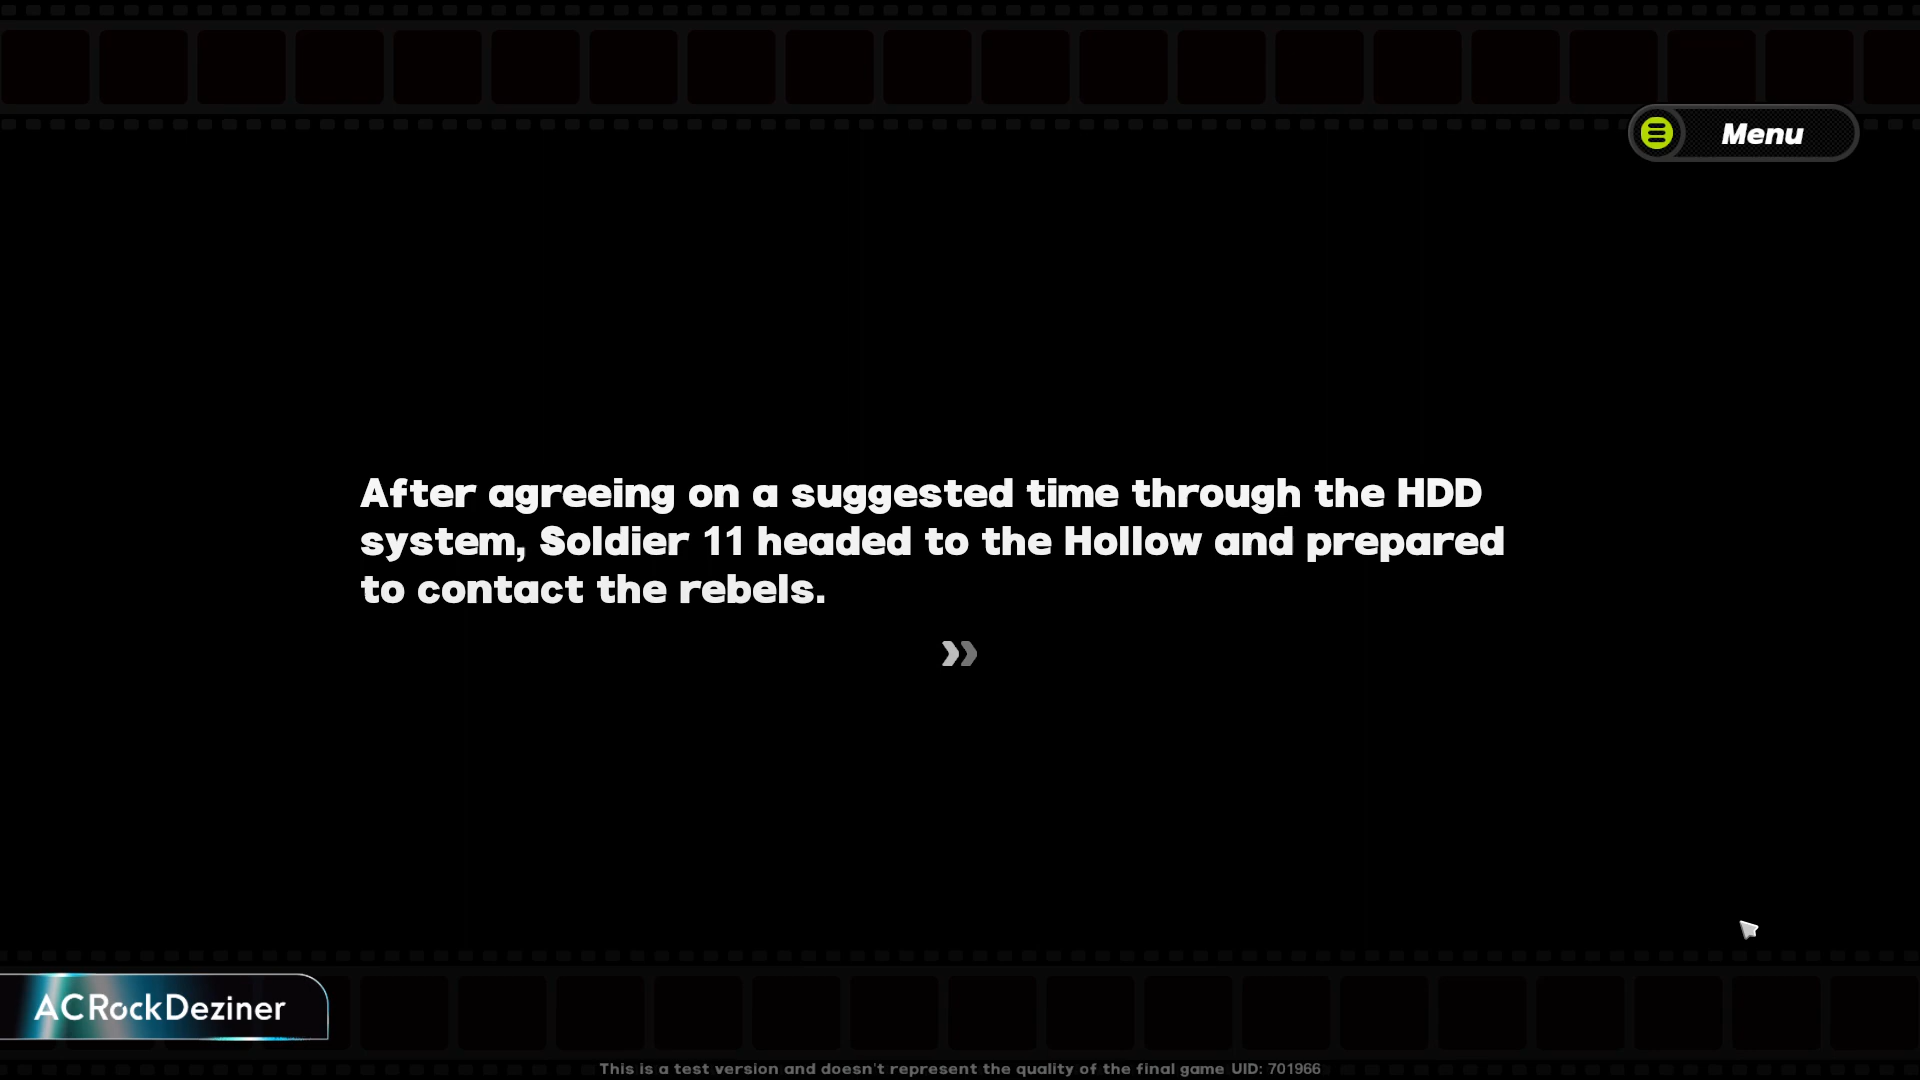 Menu
After agreeing on a suggested time through the HDD
system, Soldier 11 headed to the Hollow and prepared
to contact the rebels.
ACRockDeziner
This is a test version and doesn't represent the quality of the final game UID: 701966